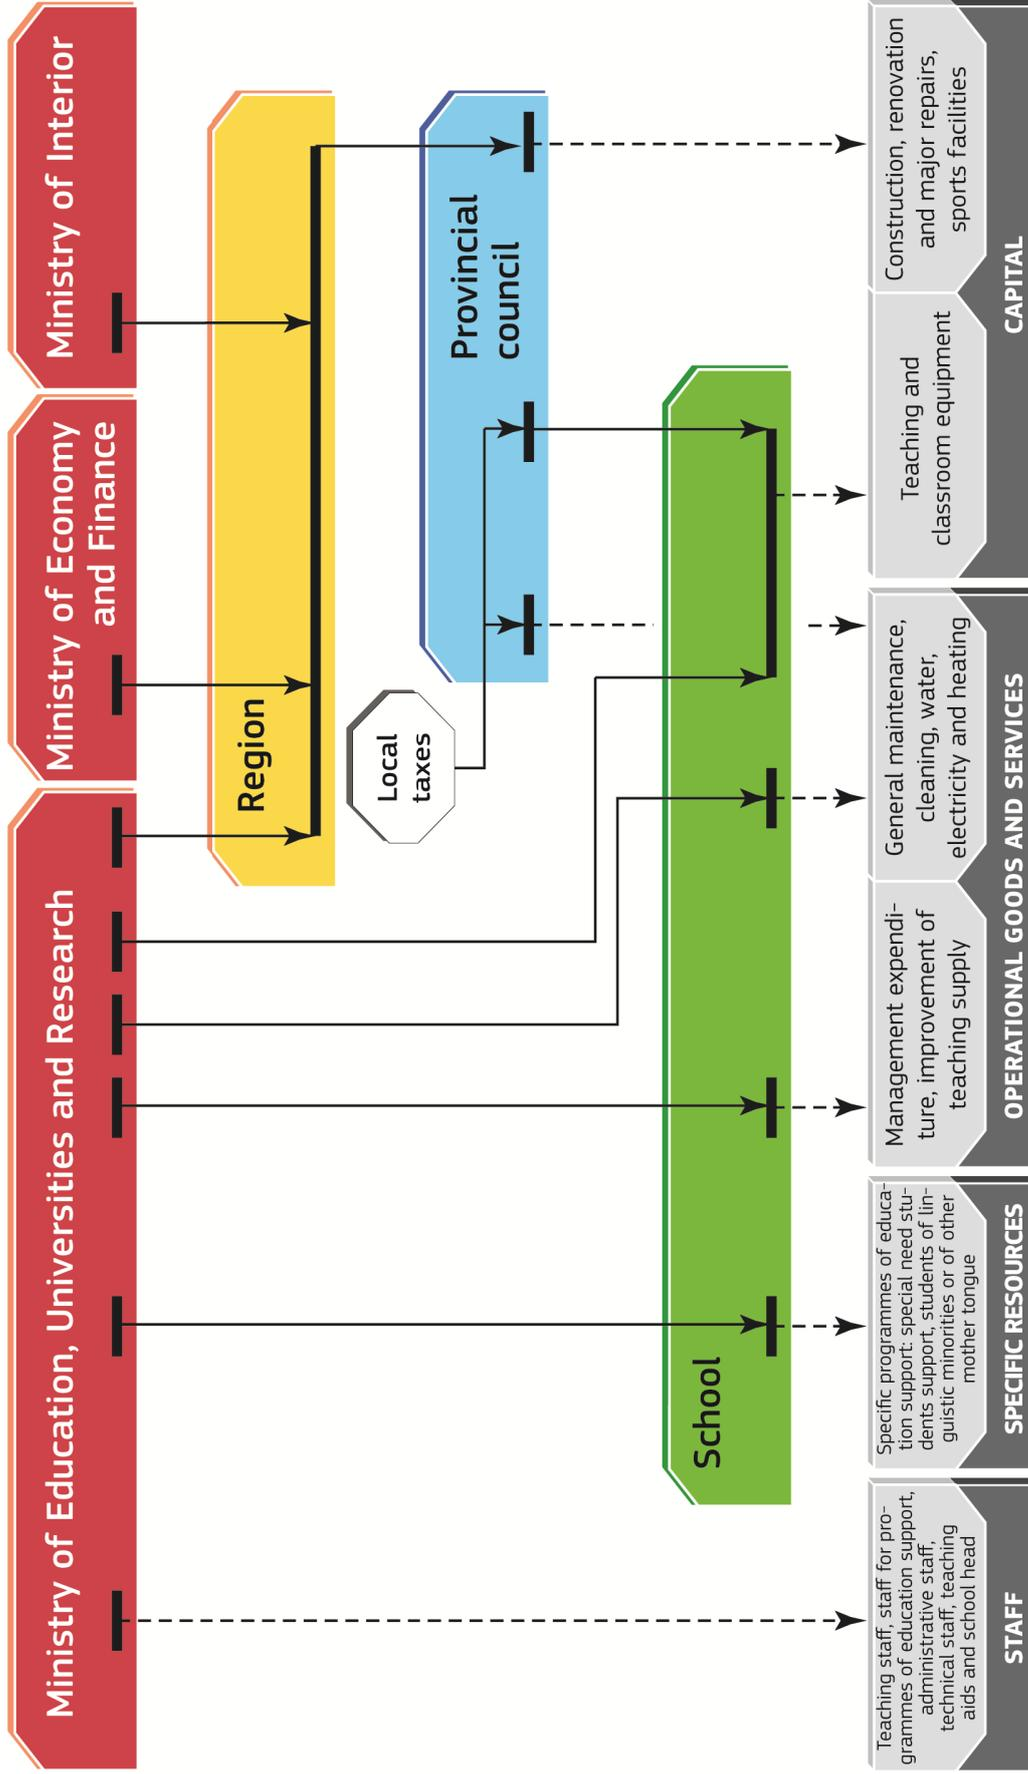 Ministry of Education, Universities and Research
Ministry of Economy
and Finance
Ministry of Interior
Region
Local
taxes
Provincial
council
School
Teaching staff, staff for pro-
grammes of education support,
administrative staff,
technical staff, teaching
aids and school head
Specific programmes of educa-
tion support: special need stu-
dents support, students of lin-
guistic minorities or of other
mother tongue
Management expendi-
ture, improvement of
teaching supply
General maintenance,
cleaning, water,
electricity and heating
Teaching and
classroom equipment
Construction, renovation
and major repairs,
sports facilities
STAFF
SPECIFIC RESOURCES
OPERATIONAL GOODS AND SERVICES
CAPITAL